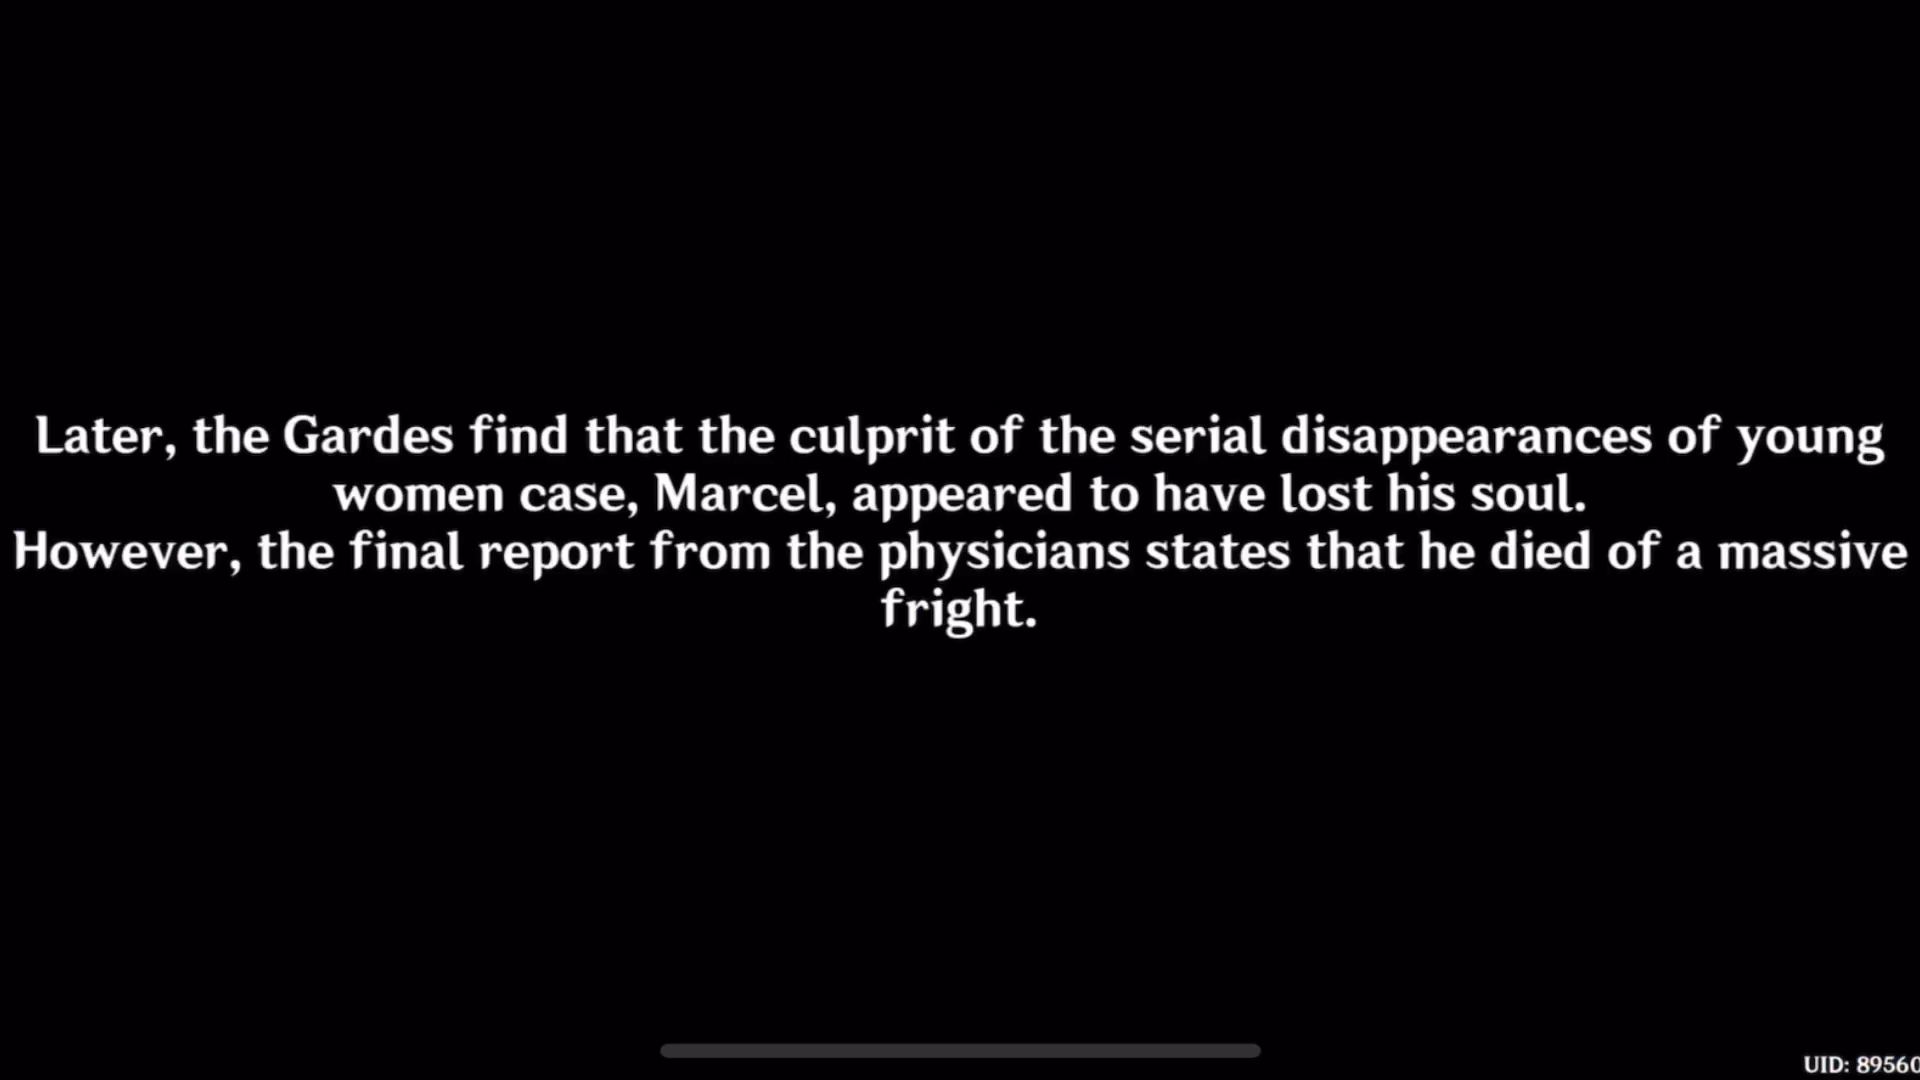 Later, the Gardes find that the culprit of the serial disappearances of young
women case, Marcel, appeared to have lost his soul.
However, the final report from the physicians states that he died of a massive
fright.
UID: 89560